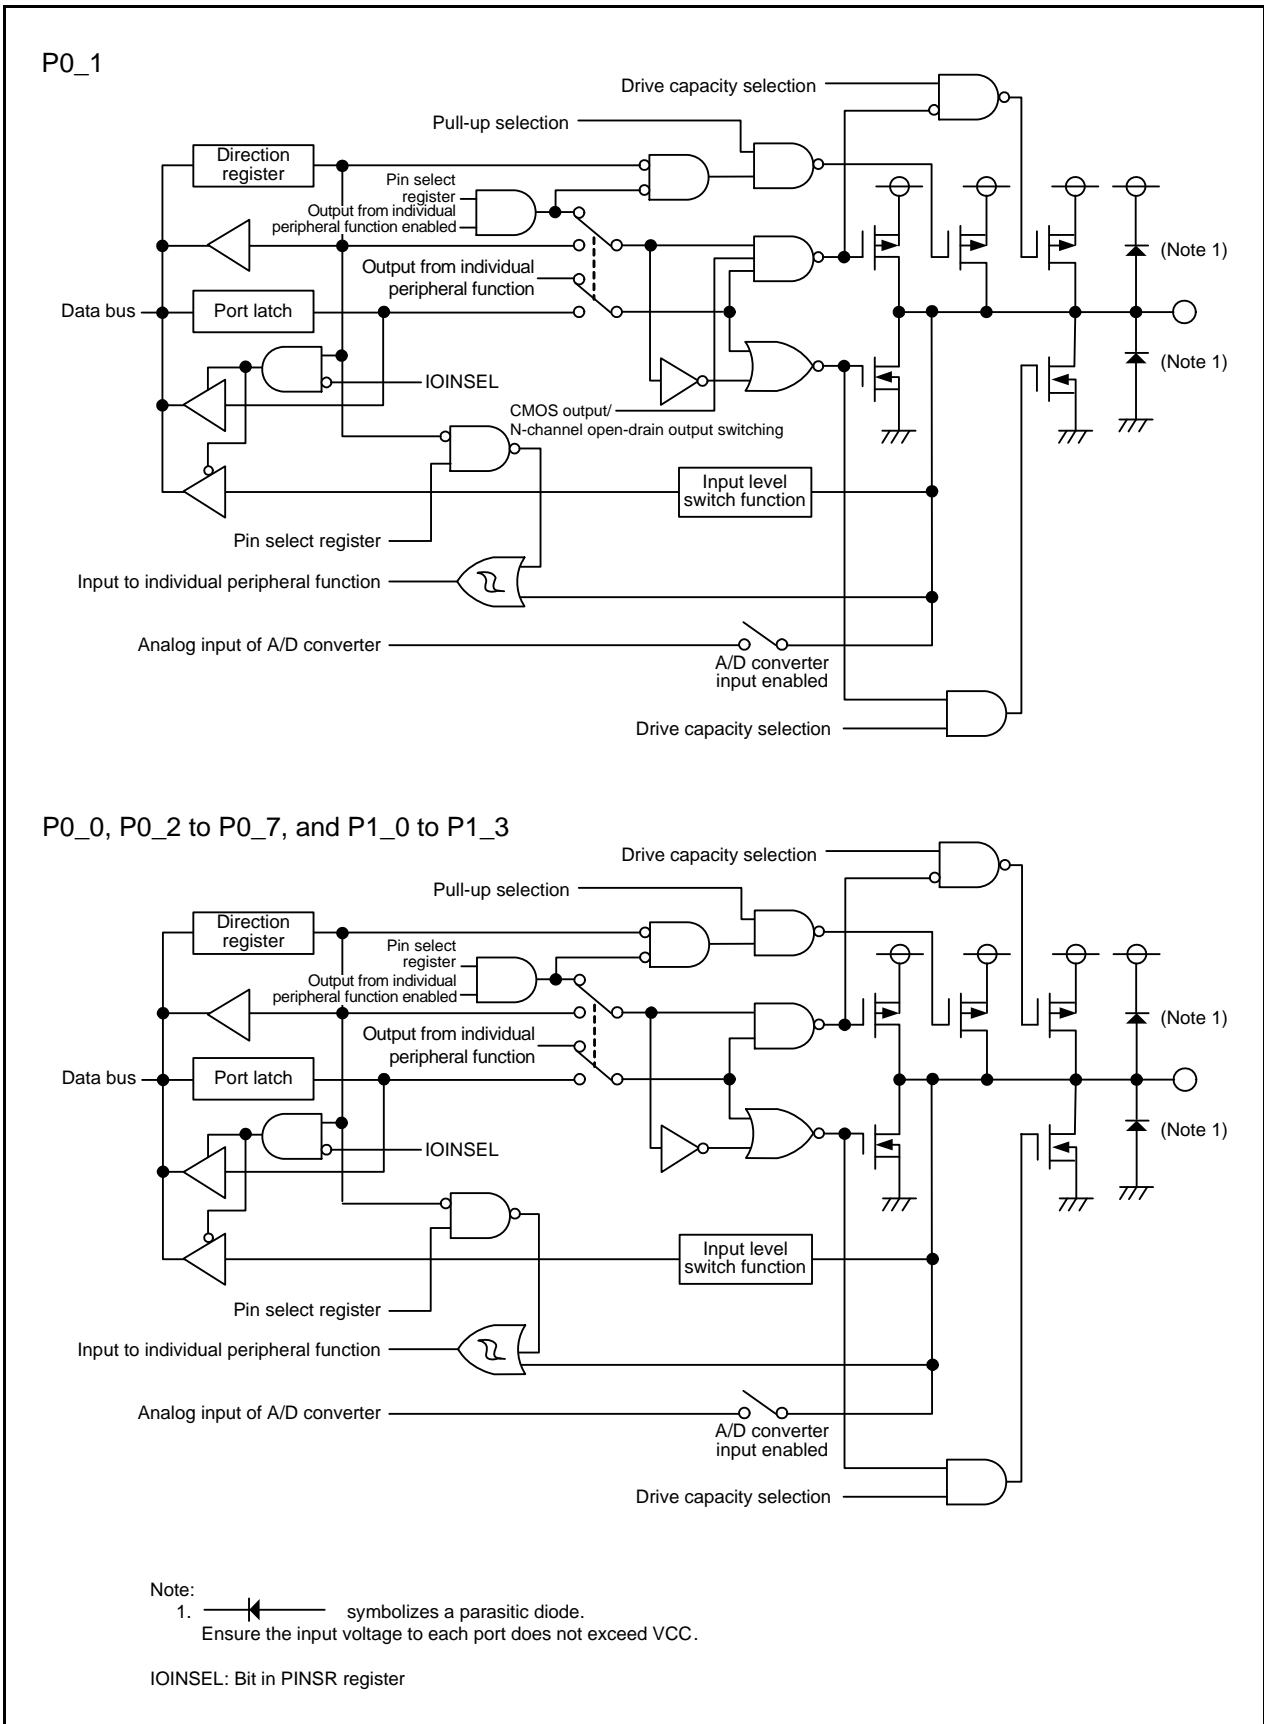 P0_1
Drive capacity selection
Pull-up selection
Direction
register
Pin select
register
Output from individual
peripheral function enabled
(Note 1)
Output from individual
peripheral function
Data bus
Port latch
(Note 1)
IOINSEL
CMOS output/
N-channel open-drain output switching
Input level
switch function
Pin select register
Input to individual peripheral function
Analog input of A/D converter
A/D converter
input enabled
Drive capacity selection
P0_0, P0_2 to P0_7, and P1_0 to P1_3
Drive capacity selection
Pull-up selection
Direction
register
Pin select
register
Output from individual
peripheral function enabled
(Note 1)
Output from individual
peripheral function
Data bus
Port latch
(Note 1)
IOINSEL
Input level
switch function
Pin select register
Input to individual peripheral function
Analog input of A/D converter
A/D converter
input enabled
Drive capacity selection
Note:
1. symbolizes a parasitic diode.
Ensure the input voltage to each port does not exceed VCC.
IOINSEL: Bit in PINSR register